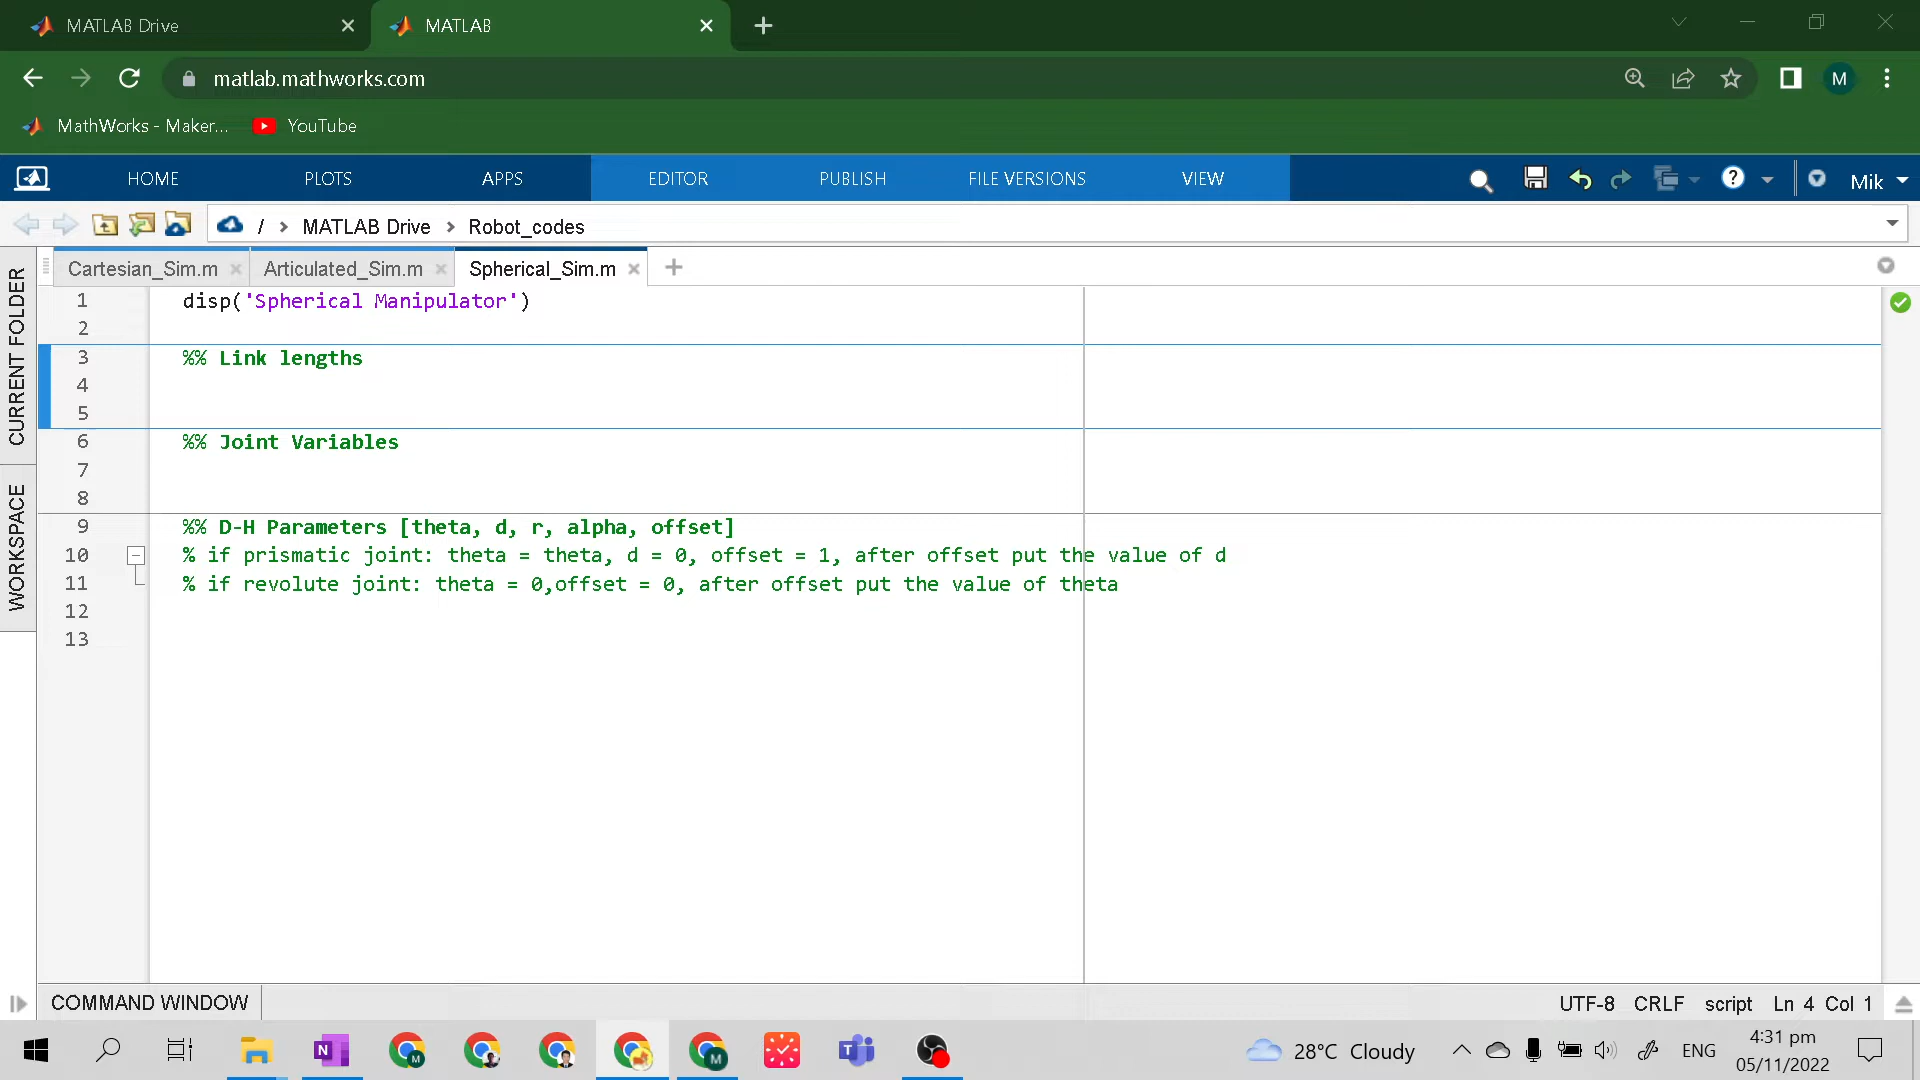 MATLAB Drive
MATLAB
matlab.mathworks.com
M
MathWorks - Maker...
YouTube
HOME
PLOTS
APPS
EDITOR
PUBLISH
FILE VERSIONS
VIEW
Mik
/ > MATLAB Drive > Robot_codes
Cartesian_Sim.m
Articulated_Sim.m
Spherical_Sim.m
CURRENT FOLDER
WORKSPACE
1 disp('Spherical Manipulator')
2
3 %% Link lengths
4
5
6 %% Joint Variables
7
8
9 %% D-H Parameters [theta, d, r, alpha, offset]
10 % if prismatic joint: theta = theta, d = 0, offset = 1, after offset put the value of d
11 % if revolute joint: theta = 0,offset = 0, after offset put the value of theta
12
13
COMMAND WINDOW
UTF-8 CRLF script Ln 4 Col 1
28°C Cloudy
ENG
4:31 pm
05/11/2022